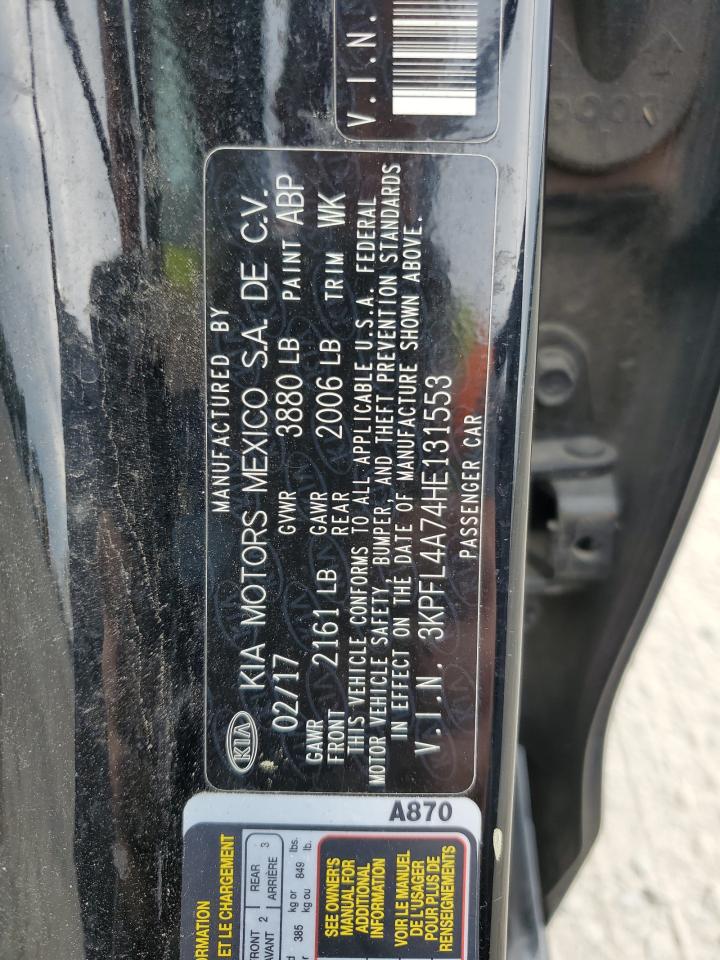 V.I.N.
MANUFACTURED BY
KIA KIA MOTORS MEXICO S.A. DE C.V.
02/17 GVWR 3880 LB PAINT ABP
GAWR FRONT 2161 LB GAWR REAR 2006 LB TRIM WK
THIS VEHICLE CONFORMS TO ALL APPLICABLE U.S.A. FEDERAL
MOTOR VEHICLE SAFETY, BUMPER, AND THEFT PREVENTION STANDARDS
IN EFFECT ON THE DATE OF MANUFACTURE SHOWN ABOVE.
V.I.N. 3KPFL4A74HE131553
PASSENGER CAR
A870
ET LE CHARGEMENT
2 REAR 3
2 ARRIÈRE
385 kg or 849 lbs.
kg ou lb.
SEE OWNER'S
MANUAL FOR
ADDITIONAL
INFORMATION
VOIR LE MANUEL
DE L'USAGER
POUR PLUS DE
RENSEIGNEMENTS